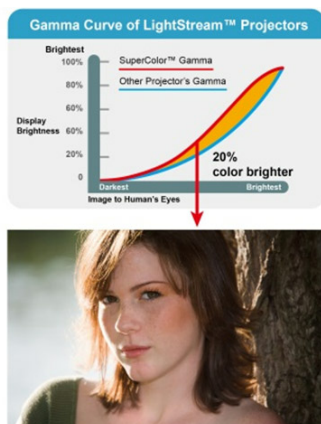 Gamma Curve of LightStream™ Projectors
Brightest
100%
SuperColor™ Gamma
80%
Other Projector's Gamma
Display
Brightness
60%
40%
20%
20%
color brighter
0
Darkest
Brightest
Image to Human's Eyes